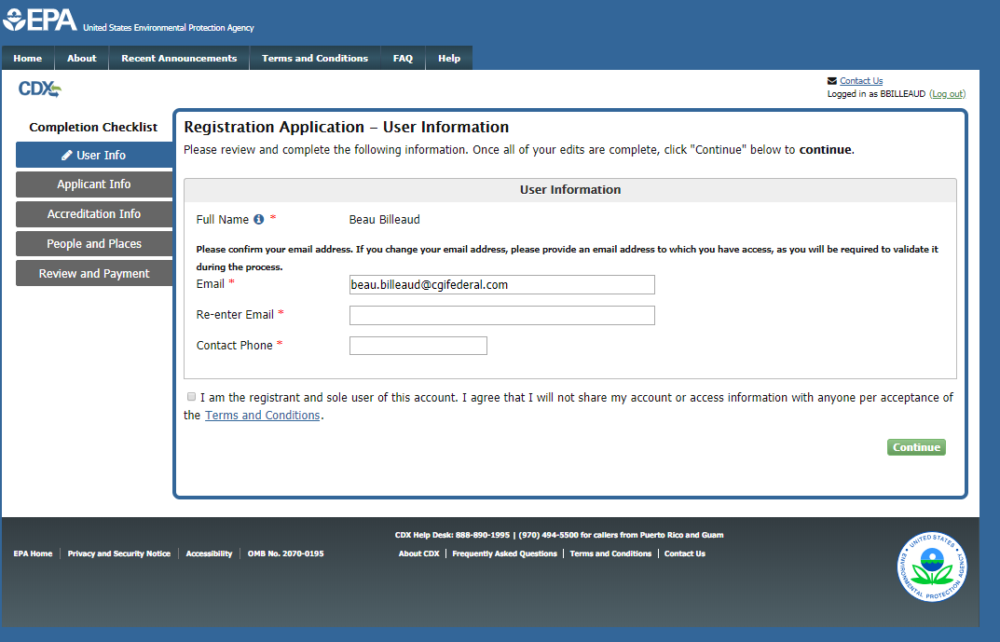 EPA United States Environmental Protection Agency
Home About Recent Announcements Terms and Conditions FAQ Help
CDX
Contact Us
Logged in as BBILLEAUD (Log out)
Completion Checklist
User Info
Applicant Info
Accreditation Info
People and Places
Review and Payment
Registration Application – User Information
Please review and complete the following information. Once all of your edits are complete, click "Continue" below to continue.
User Information
Full Name * Beau Billeaud
Please confirm your email address. If you change your email address, please provide an email address to which you have access, as you will be required to validate it
during the process.
Email * beau.billeaud@cgifederal.com
Re-enter Email *
Contact Phone *
I am the registrant and sole user of this account. I agree that I will not share my account or access information with anyone per acceptance of
the Terms and Conditions.
Continue
CDX Help Desk: 888-890-1995 | (970) 494-5500 for callers from Puerto Rico and Guam
EPA Home | Privacy and Security Notice | Accessibility | OMB No. 2070-0195
About CDX | Frequently Asked Questions | Terms and Conditions | Contact Us
UNITED STATES
ENVIRONMENTAL PROTECTION AGENCY